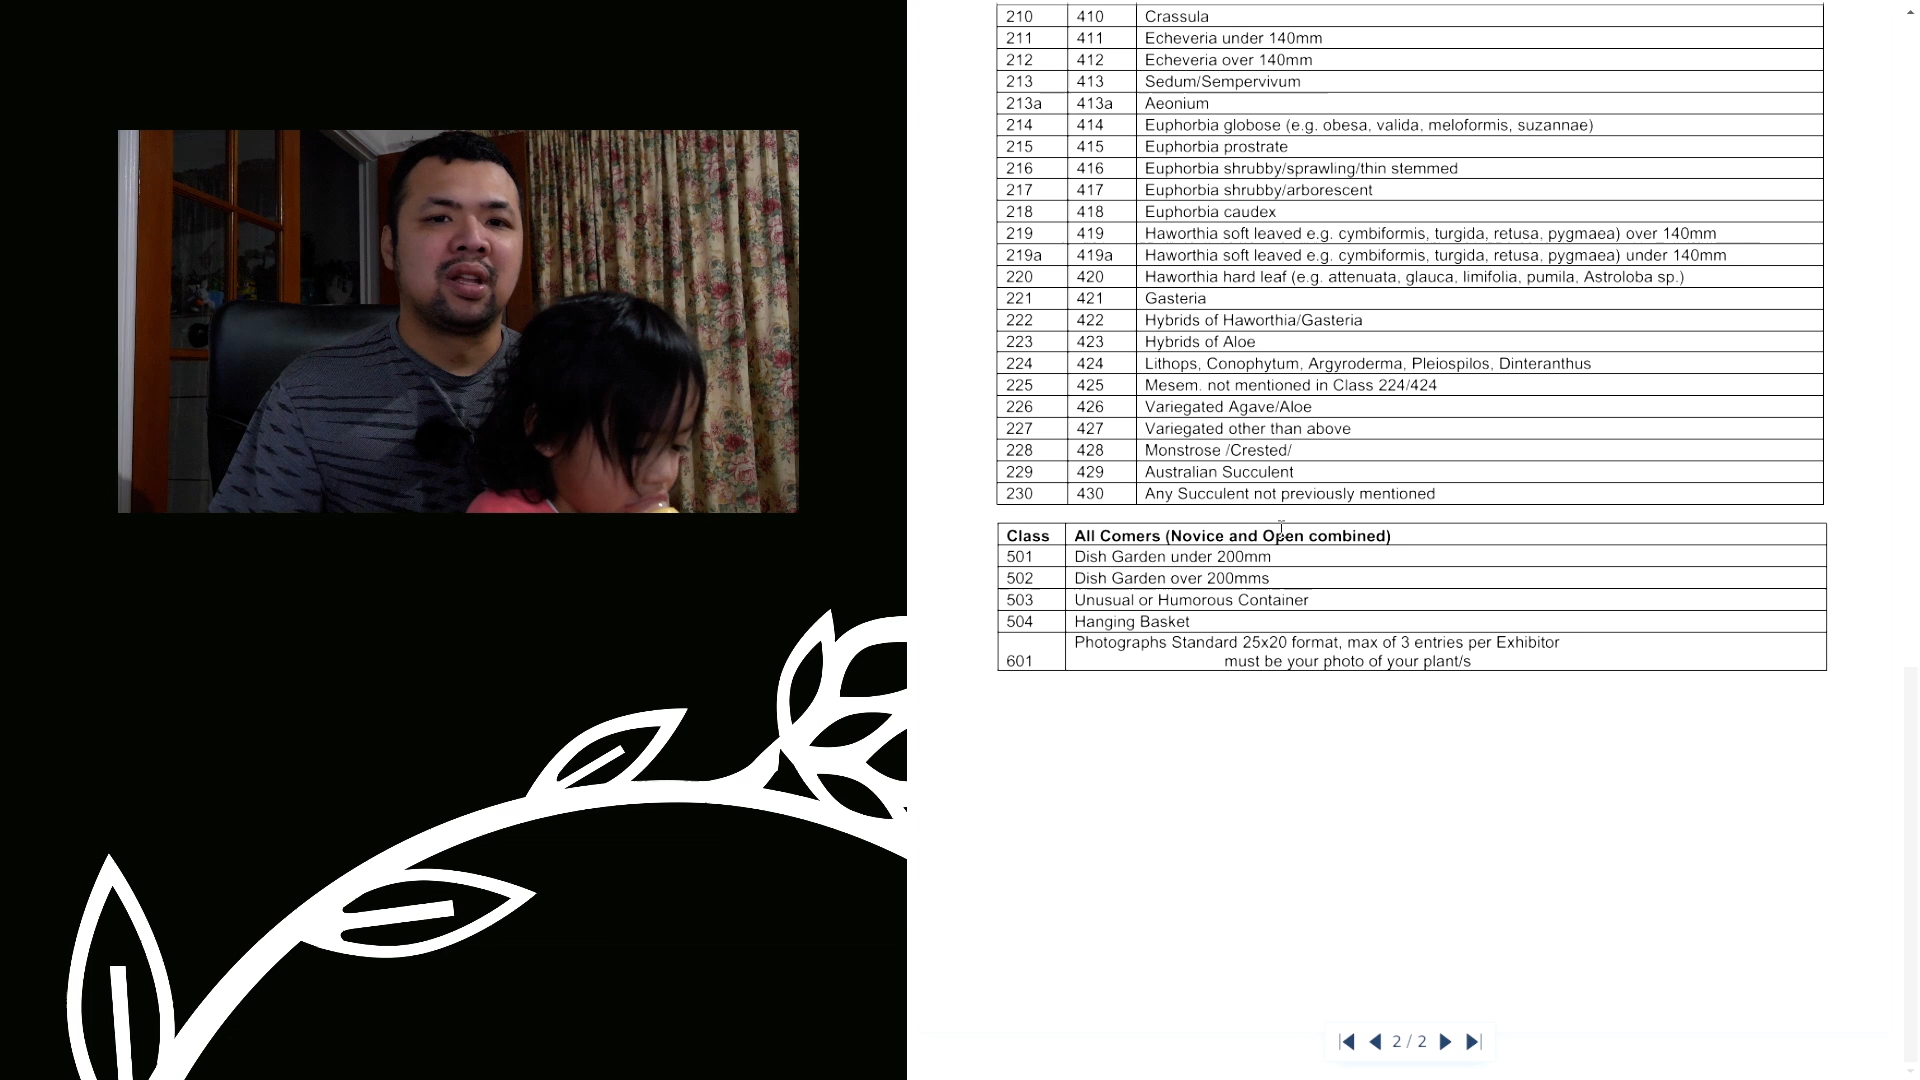 210 410 Crassula
211 411 Echeveria under 140mm
212 412 Echeveria over 140mm
213 413 Sedum/Sempervivum
213a 413a Aeonium
214 414 Euphorbia globose (e.g. obesa, valida, meloformis, suzannae)
215 415 Euphorbia prostrate
216 416 Euphorbia shrubby/sprawling/thin stemmed
217 417 Euphorbia shrubby/arborescent
218 418 Euphorbia caudex
219 419 Haworthia soft leaved e.g. cymbiformis, turgida, retusa, pygmaea) over 140mm
219a 419a Haworthia soft leaved e.g. cymbiformis, turgida, retusa, pygmaea) under 140mm
220 420 Haworthia hard leaf (e.g. attenuata, glauca, limifolia, pumila, Astroloba sp.)
221 421 Gasteria
222 422 Hybrids of Haworthia/Gasteria
223 423 Hybrids of Aloe
224 424 Lithops, Conophytum, Argyroderma, Pleiospilos, Dinteranthus
225 425 Mesem. not mentioned in Class 224/424
226 426 Variegated Agave/Aloe
227 427 Variegated other than above
228 428 Monstrose /Crested/
229 429 Australian Succulent
230 430 Any Succulent not previously mentioned
Class All Comers (Novice and Open combined)
501 Dish Garden under 200mm
502 Dish Garden over 200mms
503 Unusual or Humorous Container
504 Hanging Basket
Photographs Standard 25x20 format, max of 3 entries per Exhibitor
601 must be your photo of your plant/s
2 / 2